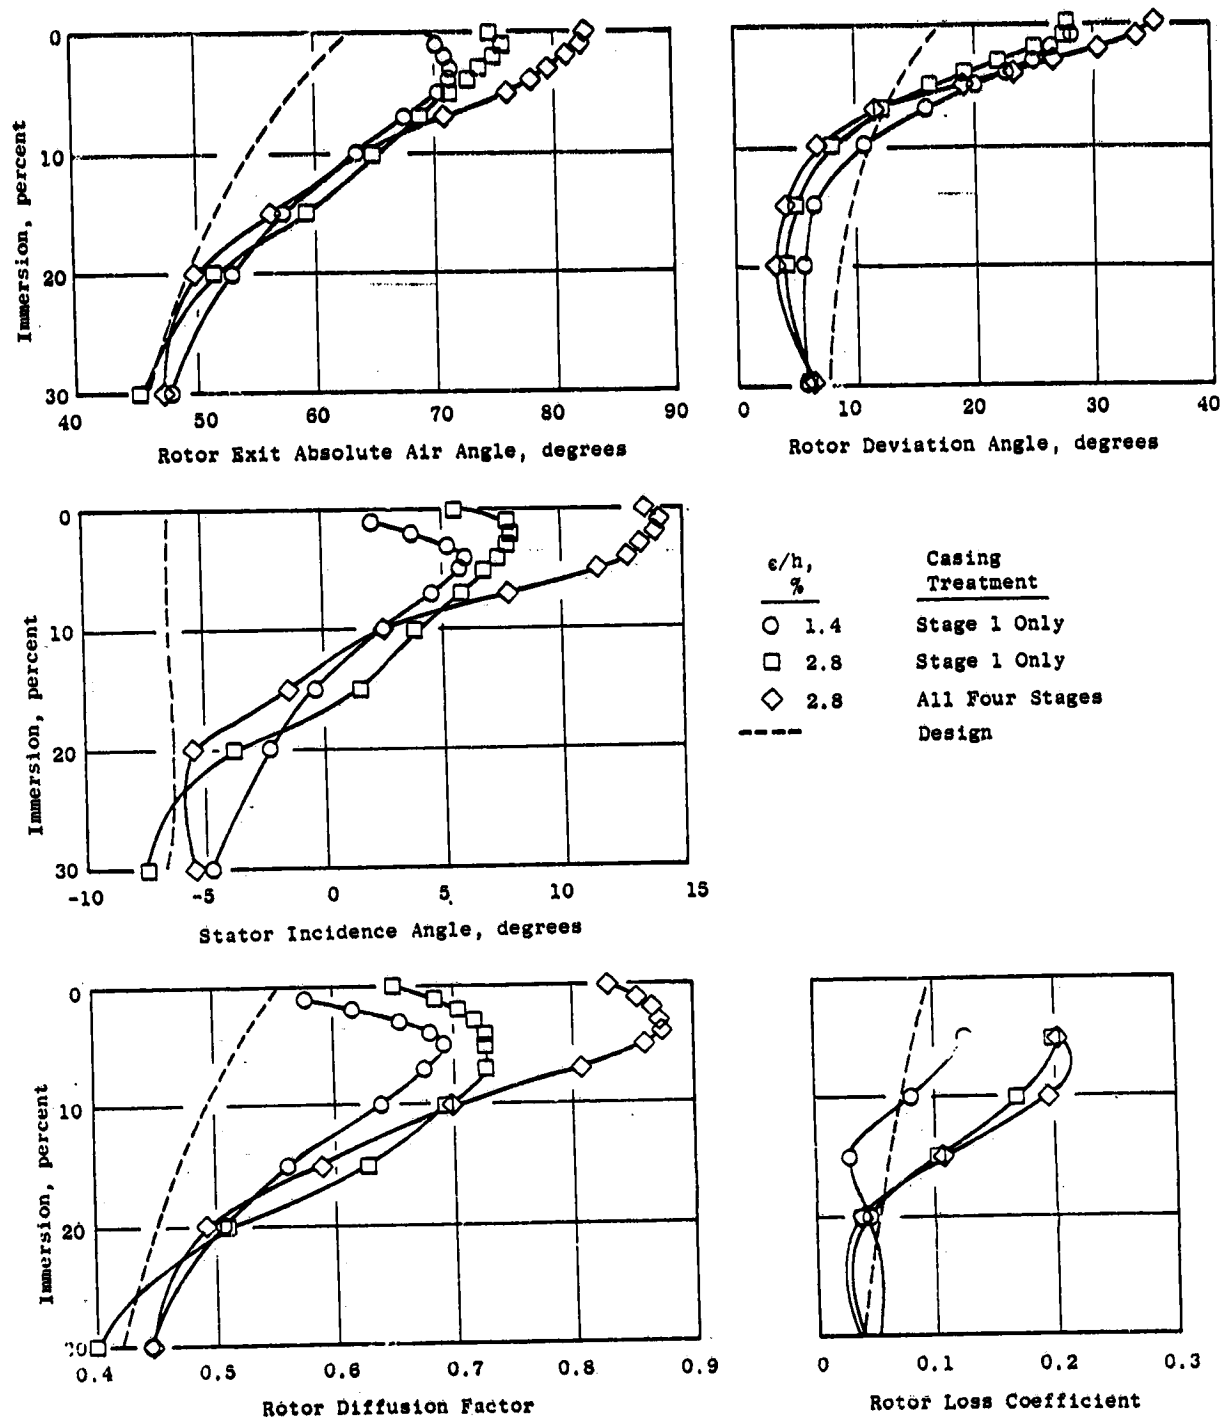 0
10
20
30
Immersion, percent
40 50 60 70 80 90
Rotor Exit Absolute Air Angle, degrees
0 10 20 30 40
Rotor Deviation Angle, degrees
0
10
20
30
Immersion, percent
-10 -5 0 5 10 15
Stator Incidence Angle, degrees
ε/h, Casing
% Treatment
1.4 Stage 1 Only
2.8 Stage 1 Only
2.8 All Four Stages
Design
0
10
20
Immersion, percent
0.4 0.5 0.6 0.7 0.8 0.9
Rotor Diffusion Factor
0 0.1 0.2 0.3
Rotor Loss Coefficient